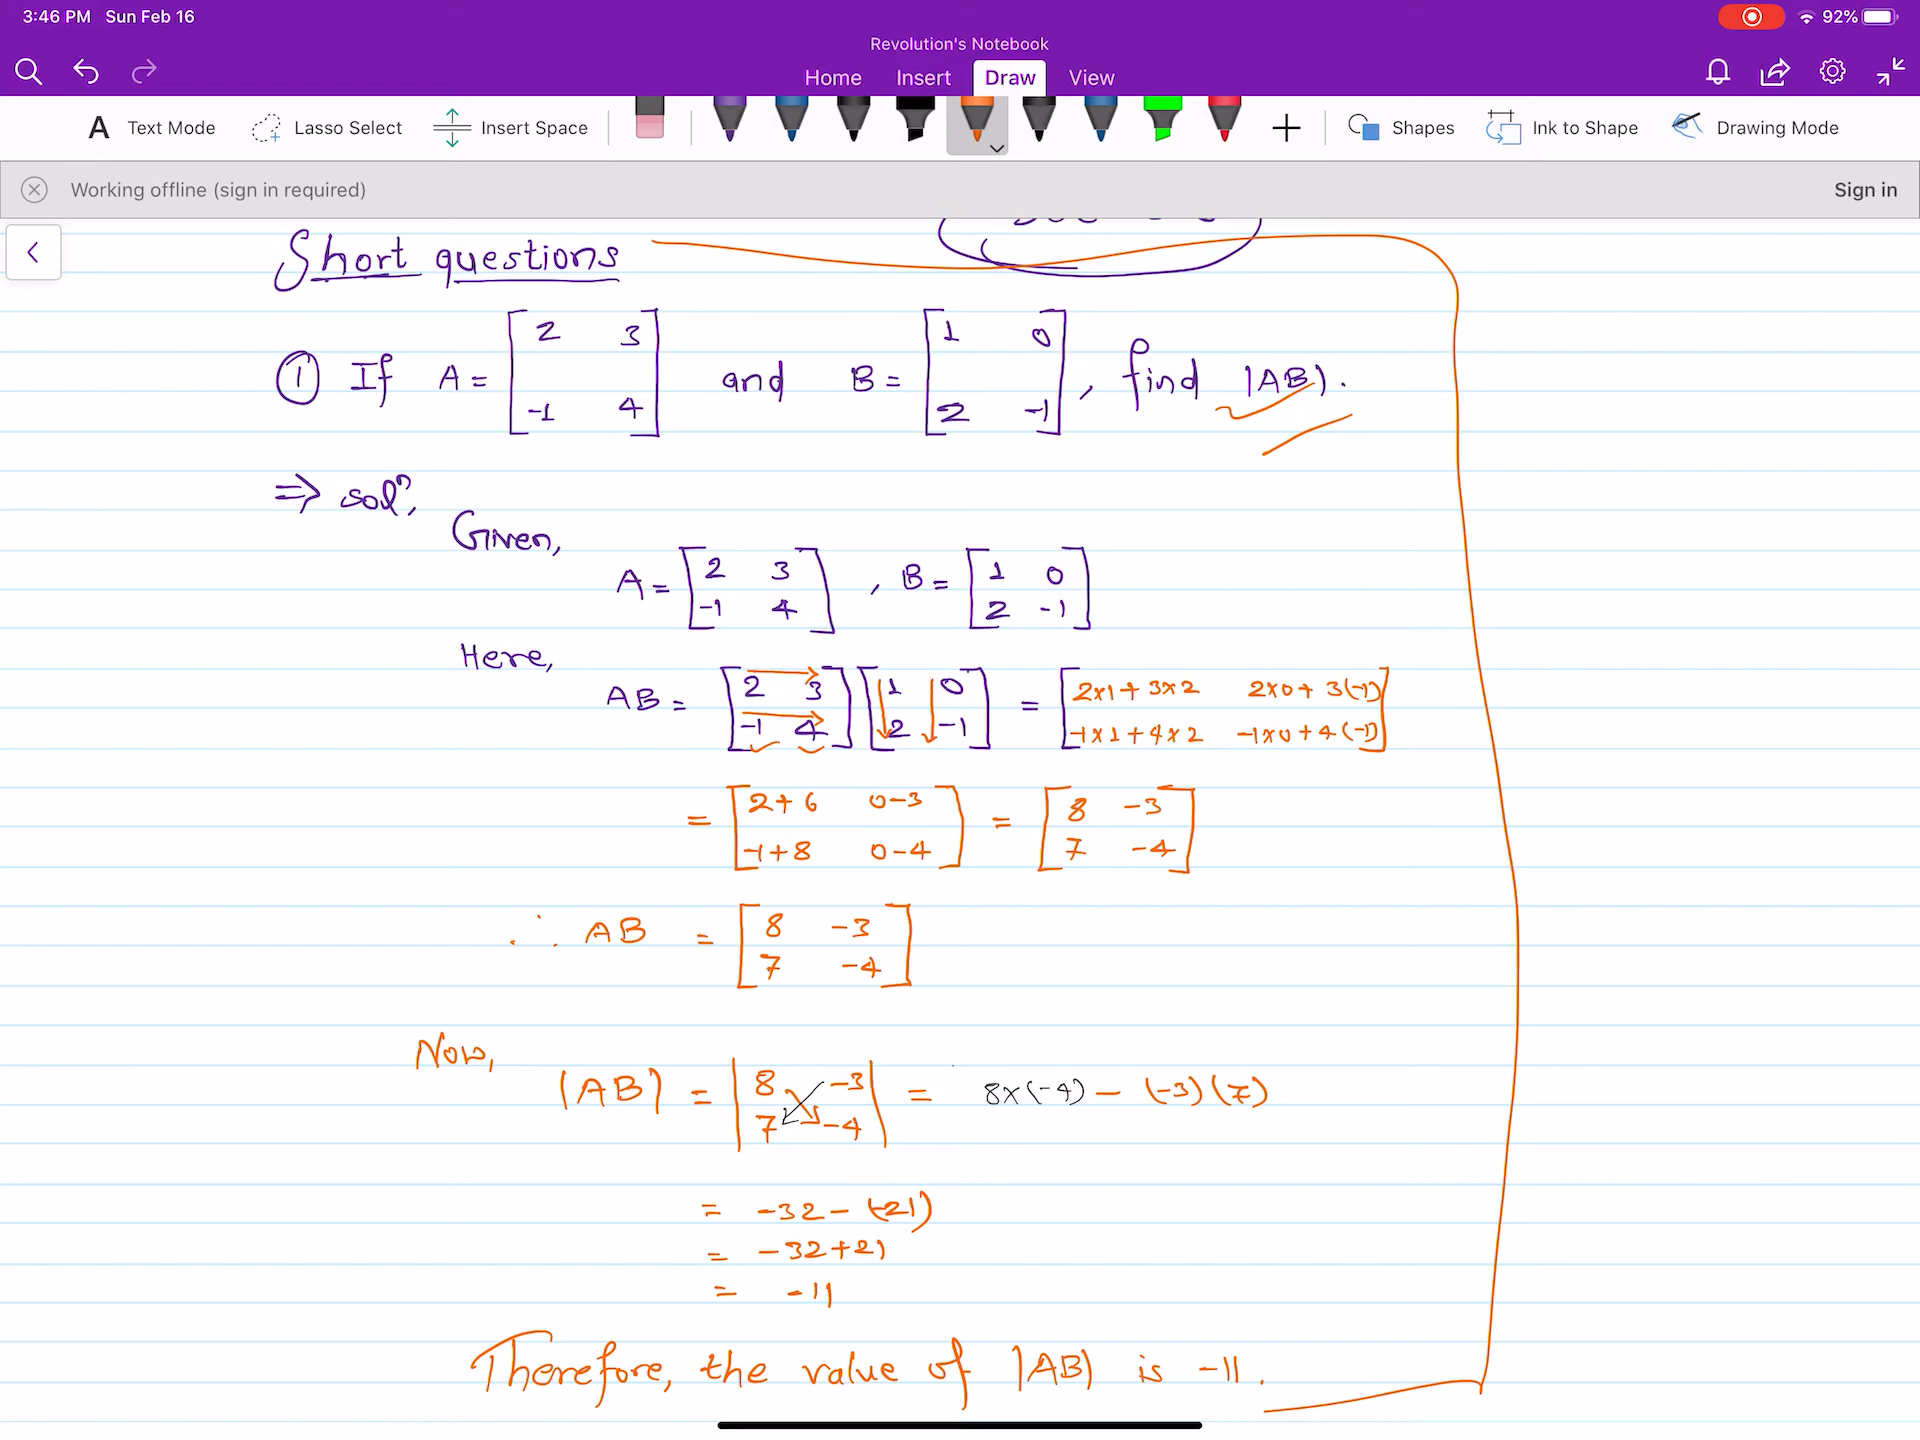 3:46 PM Sun Feb 16 92%
Revolution's Notebook
Home Insert Draw View
A Text Mode Lasso Select Insert Space Shapes Ink to Shape Drawing Mode
Working offline (sign in required) Sign in
Short questions
① If A = [2 3
-1 4] and B = [1 0
2 -1], find |AB|.
⇒ solⁿ,
Given,
A = [2 3
-1 4] , B = [1 0
2 -1]
Here,
AB = [2 3
-1 4] [1 0
2 -1] = [2×1+3×2 2×0+3(-1)
-1×1+4×2 -1×0+4(-1)]
= [2+6 0-3
-1+8 0-4] = [8 -3
7 -4]
∴ AB = [8 -3
7 -4]
Now,
|AB| = |8 -3
7 -4| = 8×(-4) - (-3)(7)
= -32 - (-21)
= -32+21
= -11
Therefore, the value of |AB| is -11.